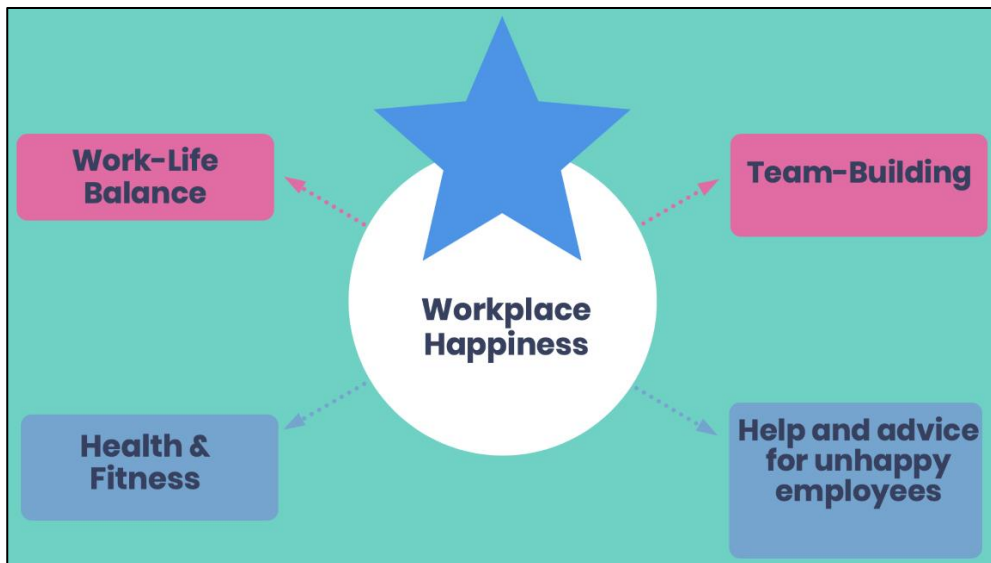 Work-Life
Balance
Team-Building
Workplace
Happiness
Health &
Fitness
Help and advice
for unhappy
employees